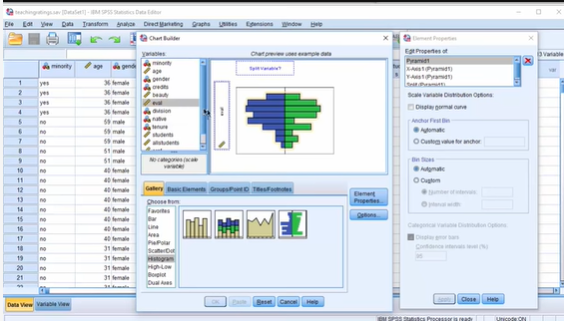 teachingratings.sav [DataSet1] - IBM SPSS Statistics Data Editor
File Edit View Data Transform Analyze Direct Marketing Graphs Utilities Extensions Window Help
Chart Builder
Element Properties
Variables:
Chart preview uses example data
Edit Properties of:
minority
age
gender
credits
beauty
eval
division
native
tenure
students
allstudents
Split Variable?
eval
No categories (scale variable)
Pyramid1
X-Axis1 (Pyramid1)
Y-Axis1 (Pyramid1)
Scale Variable Distribution Options:
Display normal curve
Anchor First Bin
Automatic
Custom value for anchor:
Bin Sizes
Automatic
Custom
Number of intervals:
Interval width:
Categorical Variable Distribution Options:
Display error bars
Confidence intervals level (%):
95
Gallery Basic Elements Groups/Point ID Titles/Footnotes
Choose from:
Favorites
Bar
Line
Area
Pie/Polar
Scatter/Dot
Histogram
High-Low
Boxplot
Dual Axes
Element Properties...
Options...
OK Paste Reset Cancel Help
Apply Close Help
minority age gende
1 yes 36 female
2 yes 36 female
3 yes 36 female
4 yes 36 female
5 no 59 male
6 no 59 male
7 no 59 male
8 no 51 male
9 no 51 male
10 no 40 female
11 no 40 female
12 no 40 female
13 no 40 female
14 no 40 female
15 no 40 female
16 no 40 female
17 no 40 female
18 no 31 female
19 no 31 female
20 no 31 female
21 no 31 female
Variable
var
Data View Variable View
IBM SPSS Statistics Processor is ready Unicode:ON